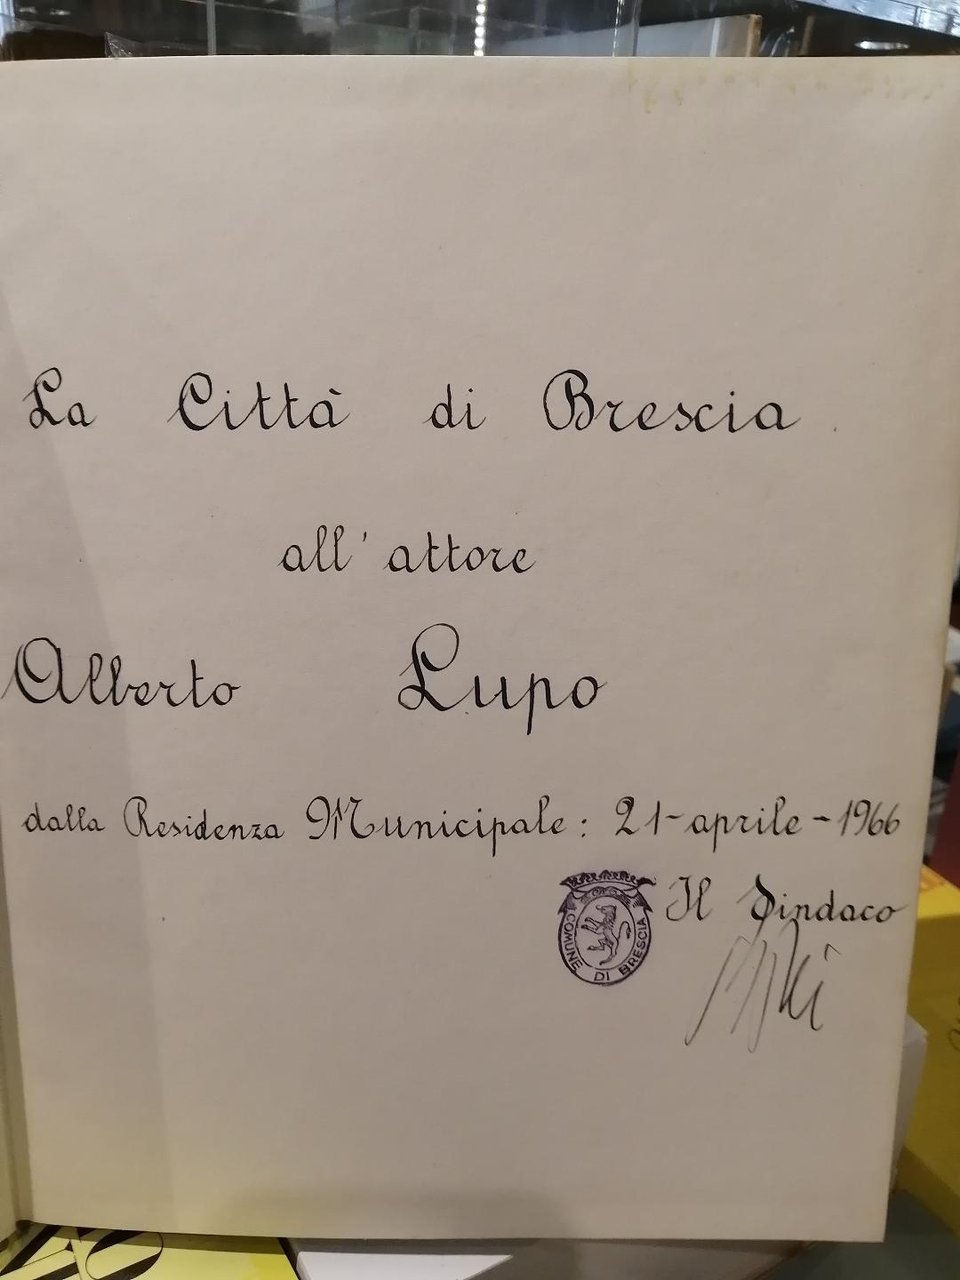 La Città di Brescia
all'attore
Alberto Lupo
dalla Residenza Municipale: 21-aprile-1966
Il Sindaco
COMUNE DI BRESCIA